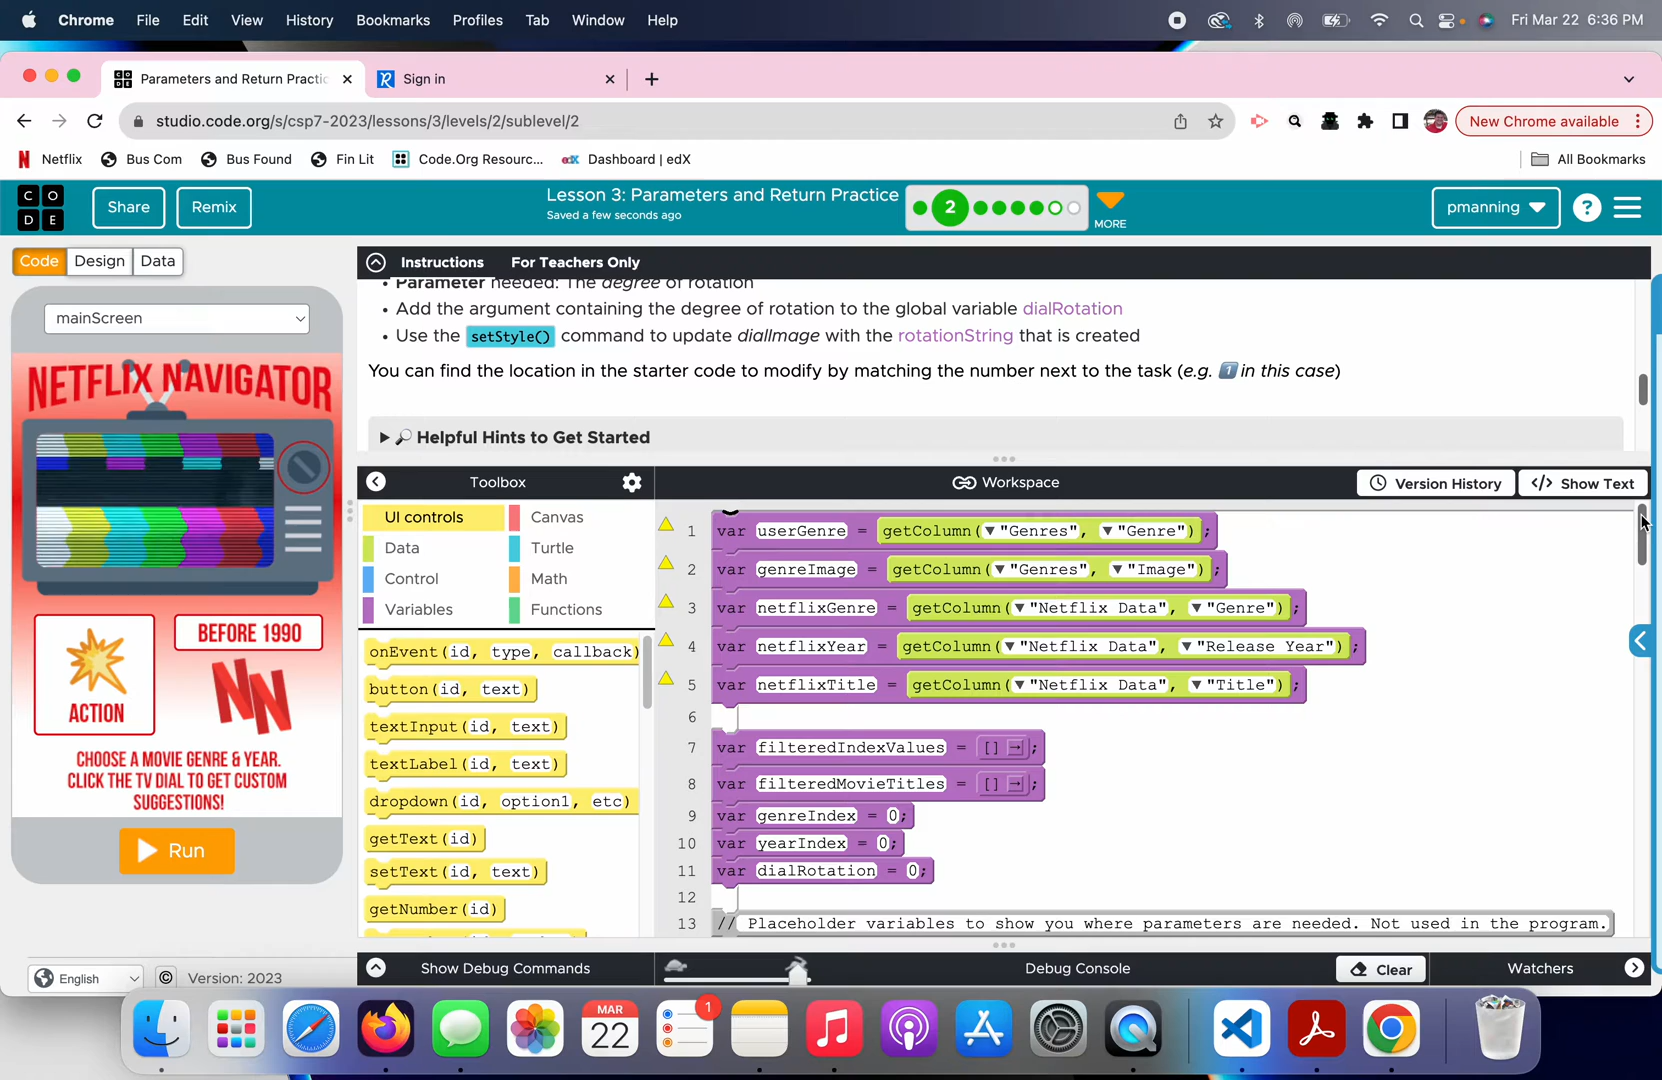 Chrome File Edit View History Bookmarks Profiles Tab Window Help Fri Mar 22 6:36 PM
Parameters and Return Practic Sign in
studio.code.org/s/csp7-2023/lessons/3/levels/2/sublevel/2 New Chrome available
Netflix Bus Com Bus Found Fin Lit Code.Org Resourc... edX Dashboard | edX All Bookmarks
CODE Share Remix Lesson 3: Parameters and Return Practice 2 MORE pmanning ?
Saved a few seconds ago
Code Design Data
Instructions For Teachers Only
mainScreen
• Parameter needed: The degree of rotation
• Add the argument containing the degree of rotation to the global variable dialRotation
• Use the setStyle() command to update dialImage with the rotationString that is created
You can find the location in the starter code to modify by matching the number next to the task (e.g. 1 in this case)
Helpful Hints to Get Started
NETFLIX NAVIGATOR
ACTION
BEFORE 1990
CHOOSE A MOVIE GENRE & YEAR.
CLICK THE TV DIAL TO GET CUSTOM
SUGGESTIONS!
Run
English © Version: 2023
Toolbox
Workspace
Version History
</> Show Text
UI controls Canvas
Data Turtle
Control Math
Variables Functions
onEvent(id, type, callback)
button(id, text)
textInput(id, text)
textLabel(id, text)
dropdown(id, option1, etc)
getText(id)
setText(id, text)
getNumber(id)
1 var userGenre = getColumn(▼"Genres", ▼"Genre");
2 var genreImage = getColumn(▼"Genres", ▼"Image");
3 var netflixGenre = getColumn(▼"Netflix Data", ▼"Genre");
4 var netflixYear = getColumn(▼"Netflix Data", ▼"Release Year");
5 var netflixTitle = getColumn(▼"Netflix Data", ▼"Title");
6
7 var filteredIndexValues = [] → ;
8 var filteredMovieTitles = [] → ;
9 var genreIndex = 0;
10 var yearIndex = 0;
11 var dialRotation = 0;
12
13 // Placeholder variables to show you where parameters are needed. Not used in the program.
Show Debug Commands Debug Console Clear Watchers
MAR
22
1